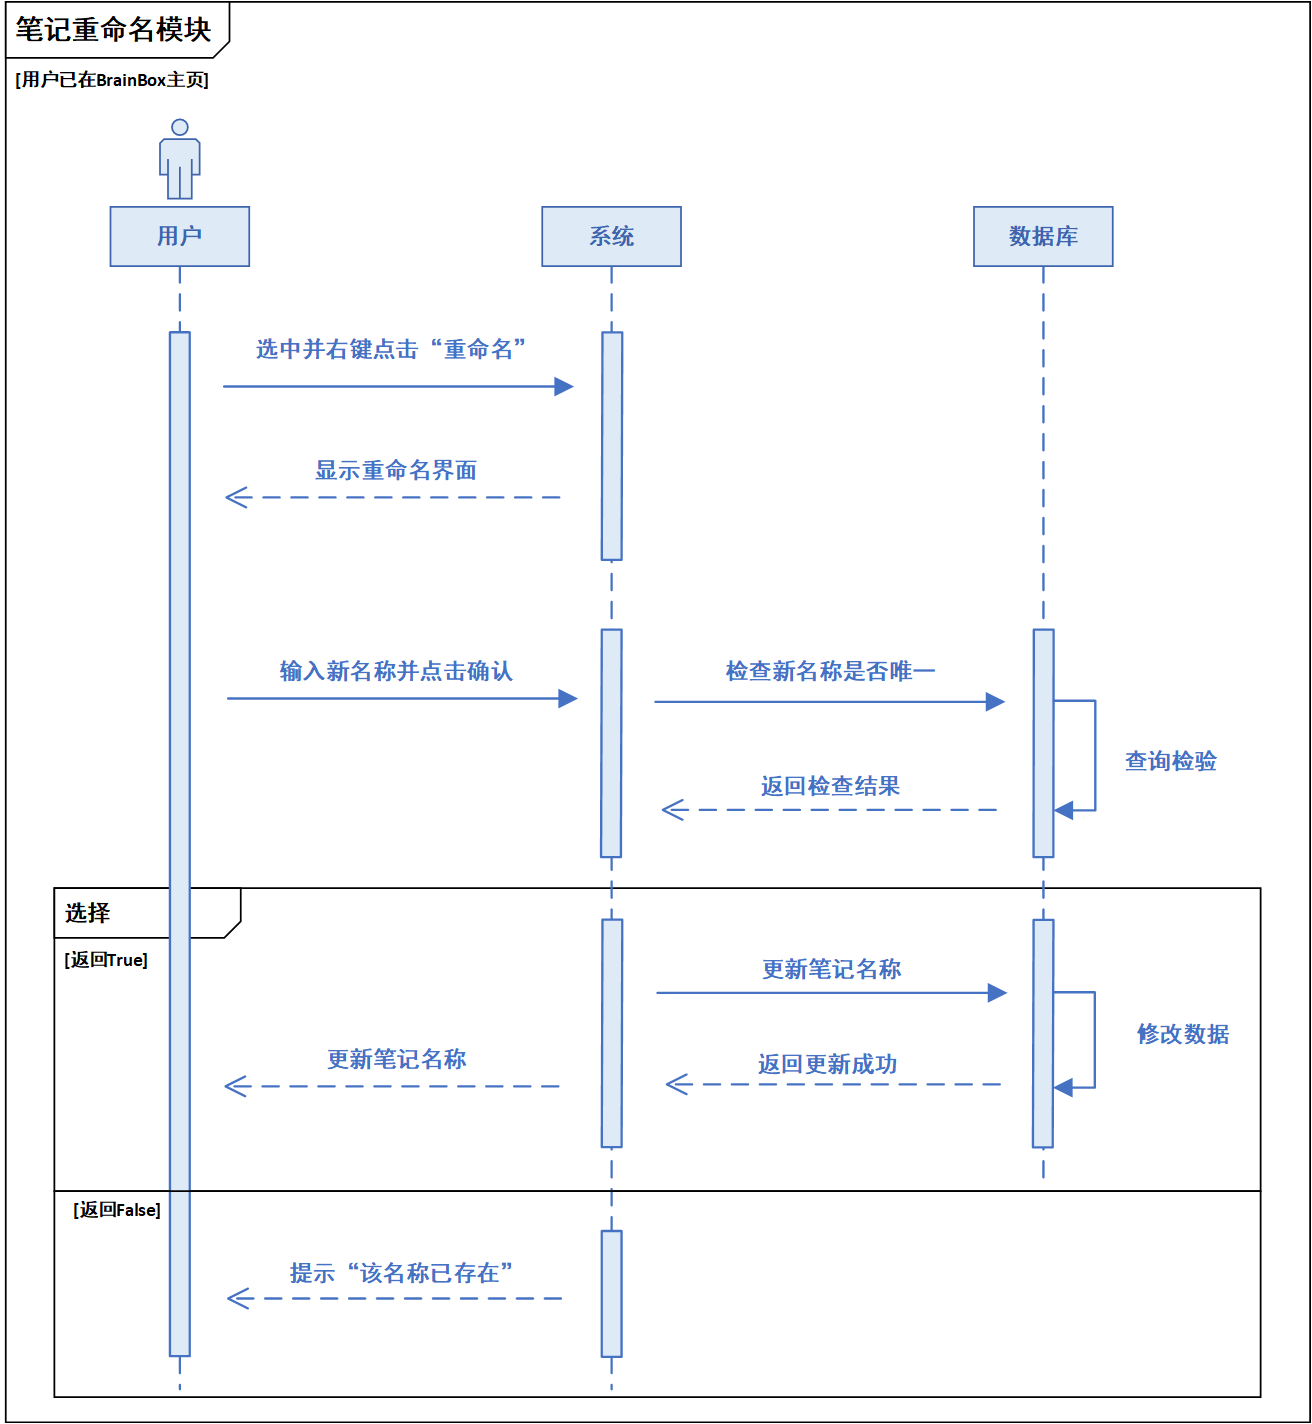 笔记重命名模块
[用户已在BrainBox主页]
用户
系统
数据库
选中并右键点击“重命名”
显示重命名界面
输入新名称并点击确认
检查新名称是否唯一
查询检验
返回检查结果
选择
[返回True]
更新笔记名称
修改数据
更新笔记名称
返回更新成功
[返回False]
提示“该名称已存在”